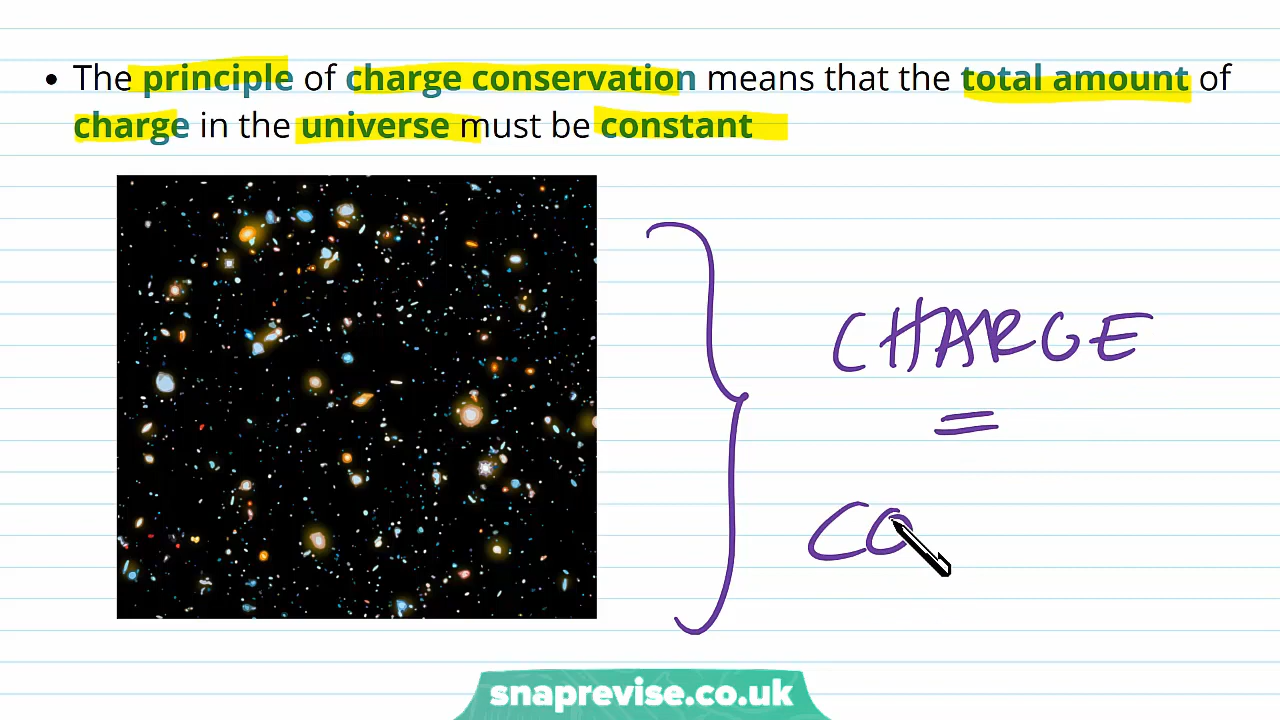 • The principle of charge conservation means that the total amount of
charge in the universe must be constant
CHARGE
=
CO
snaprevise.co.uk